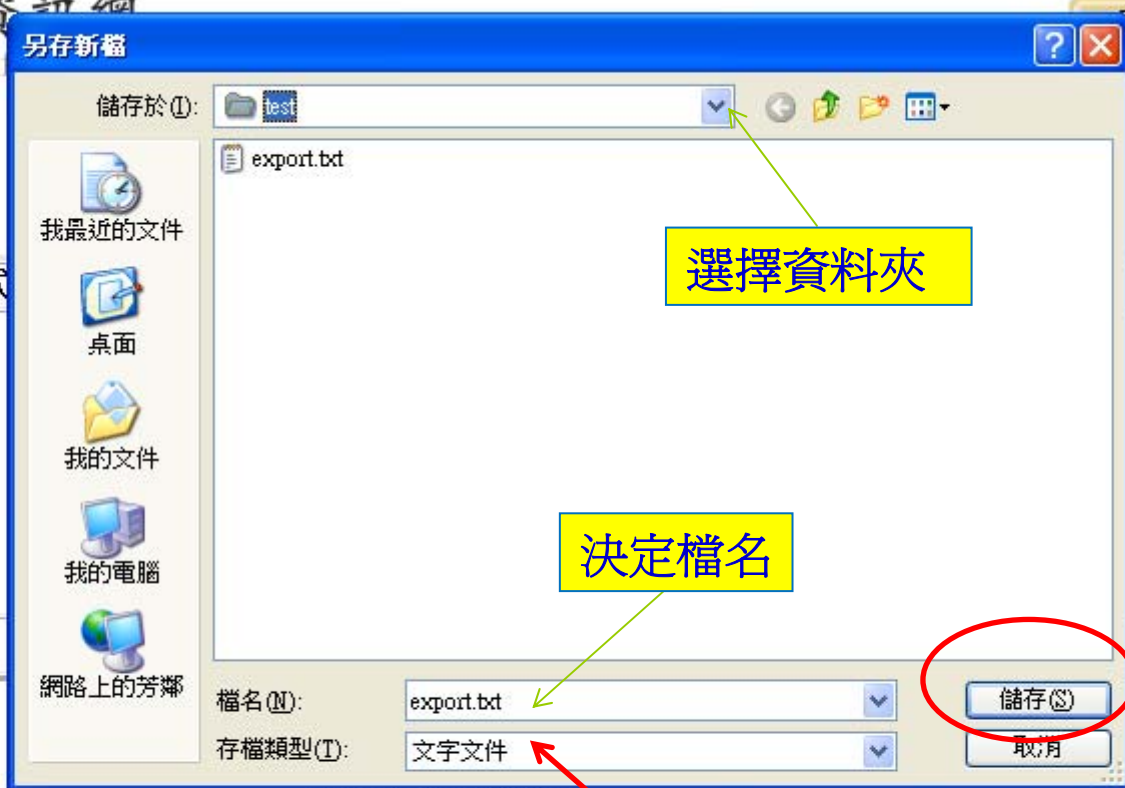 資訊網
另存新檔
儲存於(I): test
export.txt
我最近的文件
選擇資料夾
桌面
我的文件
決定檔名
我的電腦
網路上的芳鄰
檔名(N): export.txt 儲存(S)
存檔類型(T): 文字文件 取消